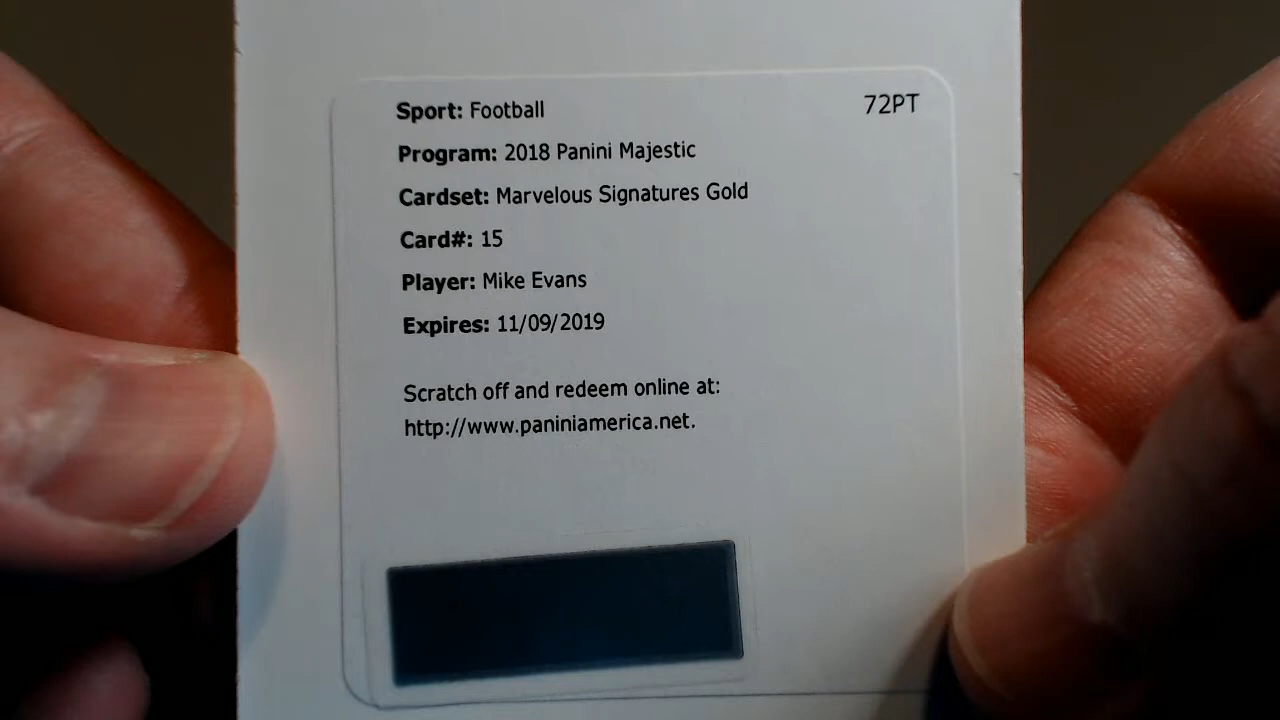 Sport: Football 72PT
Program: 2018 Panini Majestic
Cardset: Marvelous Signatures Gold
Card#: 15
Player: Mike Evans
Expires: 11/09/2019
Scratch off and redeem online at:
http://www.paniniamerica.net.